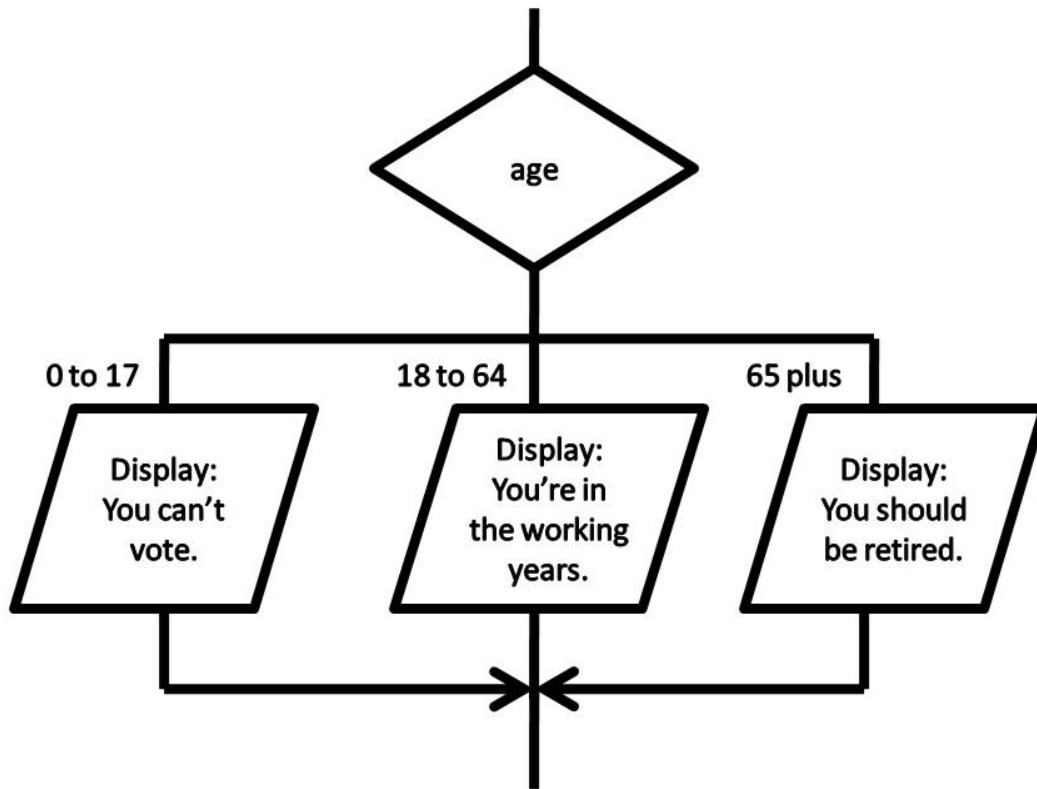 age
0 to 17
18 to 64
65 plus
Display:
You can’t
vote.
Display:
You’re in
the working
years.
Display:
You should
be retired.